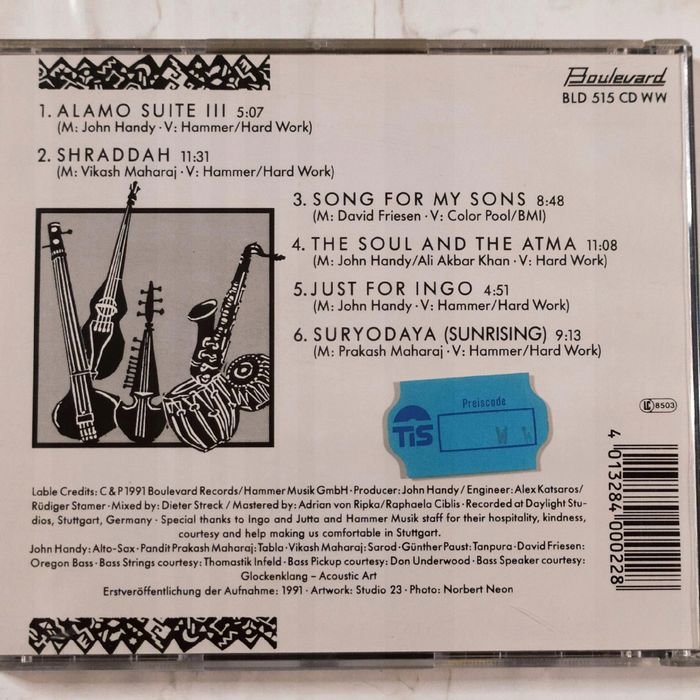 Boulevard
BLD 515 CD WW
1. ALAMO SUITE III 5:07
(M: John Handy · V: Hammer/Hard Work)
2. SHRADDAH 11:31
(M: Vikash Maharaj · V: Hammer/Hard Work)
3. SONG FOR MY SONS 8:48
(M: David Friesen · V: Color Pool/BMI)
4. THE SOUL AND THE ATMA 11:08
(M: John Handy/Ali Akbar Khan · V: Hard Work)
5. JUST FOR INGO 4:51
(M: John Handy · V: Hammer/Hard Work)
6. SURYODAYA (SUNRISING) 9:13
(M: Prakash Maharaj · V: Hammer/Hard Work)
Preiscode
TiS
W W
LC 8503
4 013284 000228
Lable Credits: C & P 1991 Boulevard Records/Hammer Musik GmbH · Producer: John Handy/Engineer: Alex Katsaros/
Rüdiger Stamer · Mixed by: Dieter Streck / Mastered by: Adrian von Ripka/Raphaela Ciblis · Recorded at Daylight Stu-
dios, Stuttgart, Germany · Special thanks to Ingo and Jutta and Hammer Musik staff for their hospitality, kindness,
courtesy and help making us comfortable in Stuttgart.
John Handy: Alto-Sax · Pandit Prakash Maharaj: Tabla · Vikash Maharaj: Sarod · Günther Paust: Tanpura · David Friesen:
Oregon Bass · Bass Strings courtesy: Thomastik Infeld · Bass Pickup courtesy: Don Underwood · Bass Speaker courtesy:
Glockenklang – Acoustic Art
Erstveröffentlichung der Aufnahme: 1991 · Artwork: Studio 23 · Photo: Norbert Neon